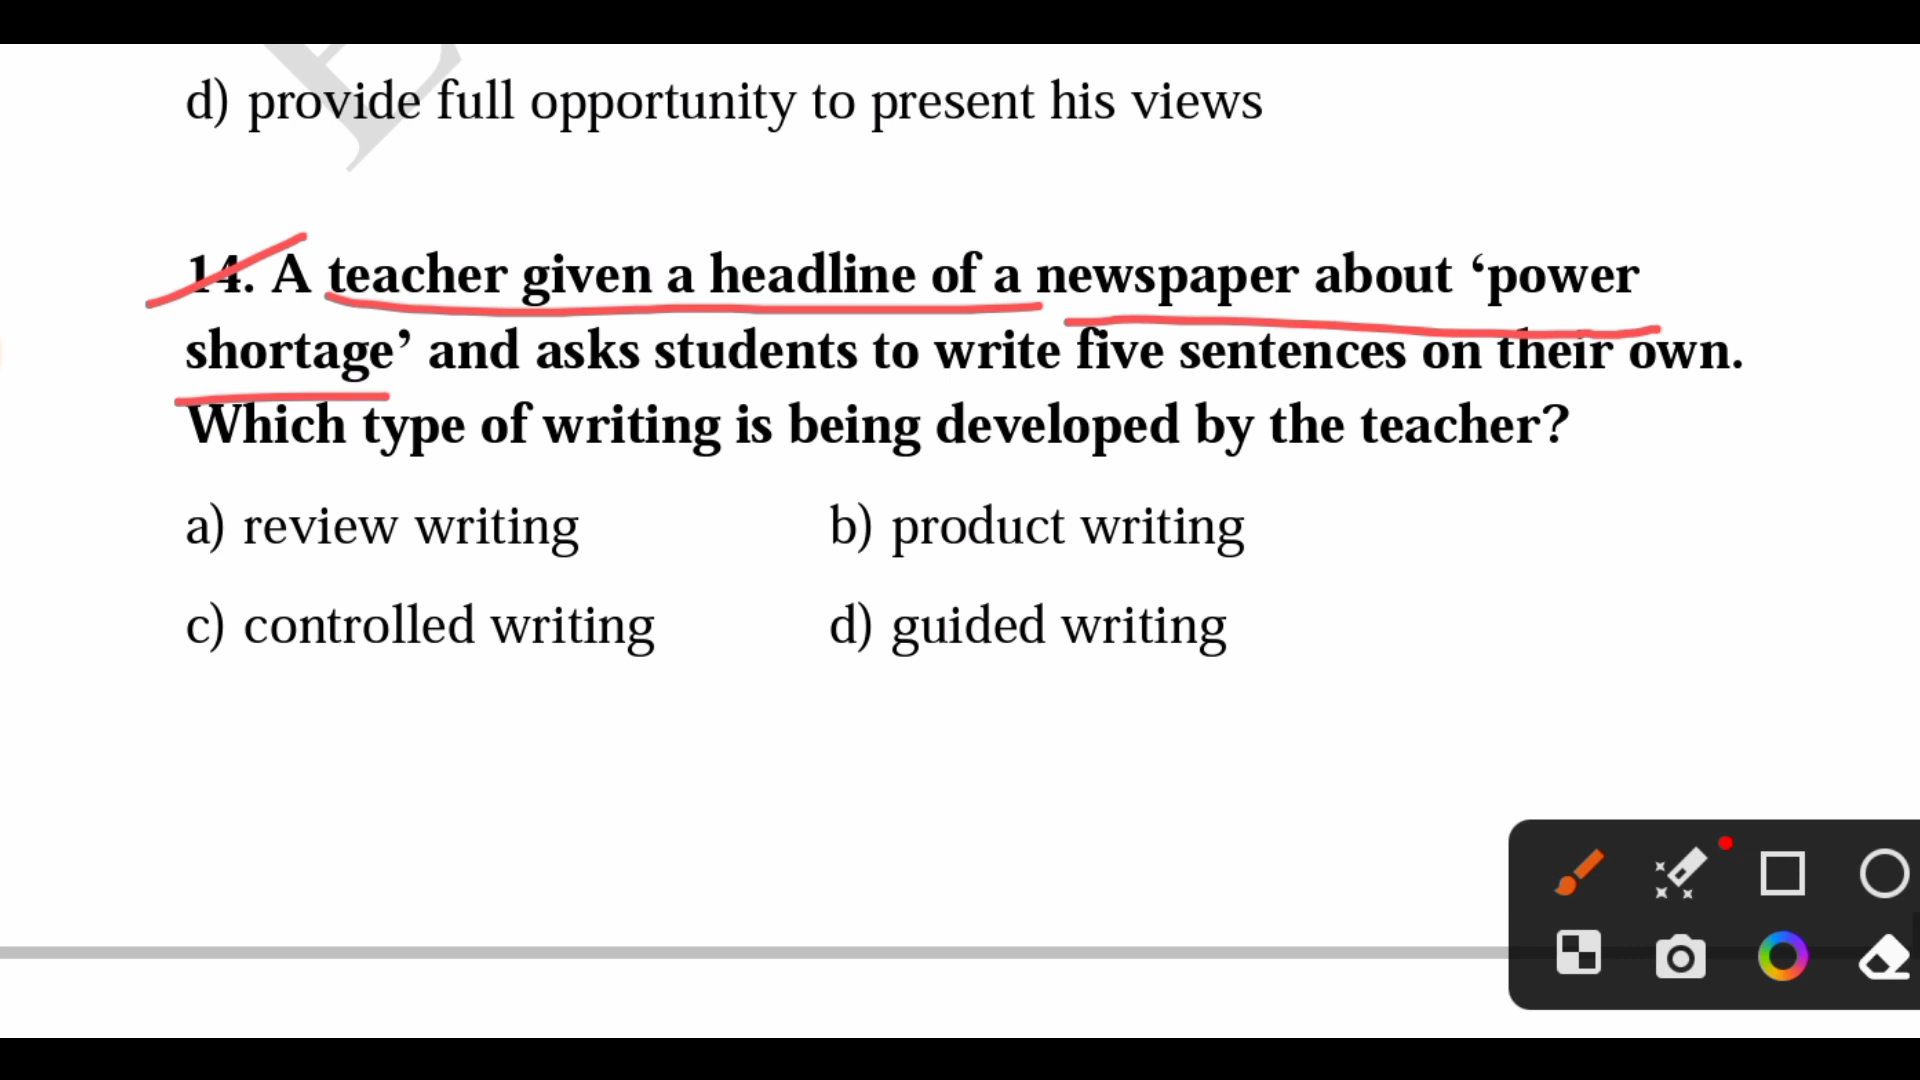 d) provide full opportunity to present his views
14. A teacher given a headline of a newspaper about ‘power
shortage’ and asks students to write five sentences on their own.
Which type of writing is being developed by the teacher?
a) review writing b) product writing
c) controlled writing d) guided writing